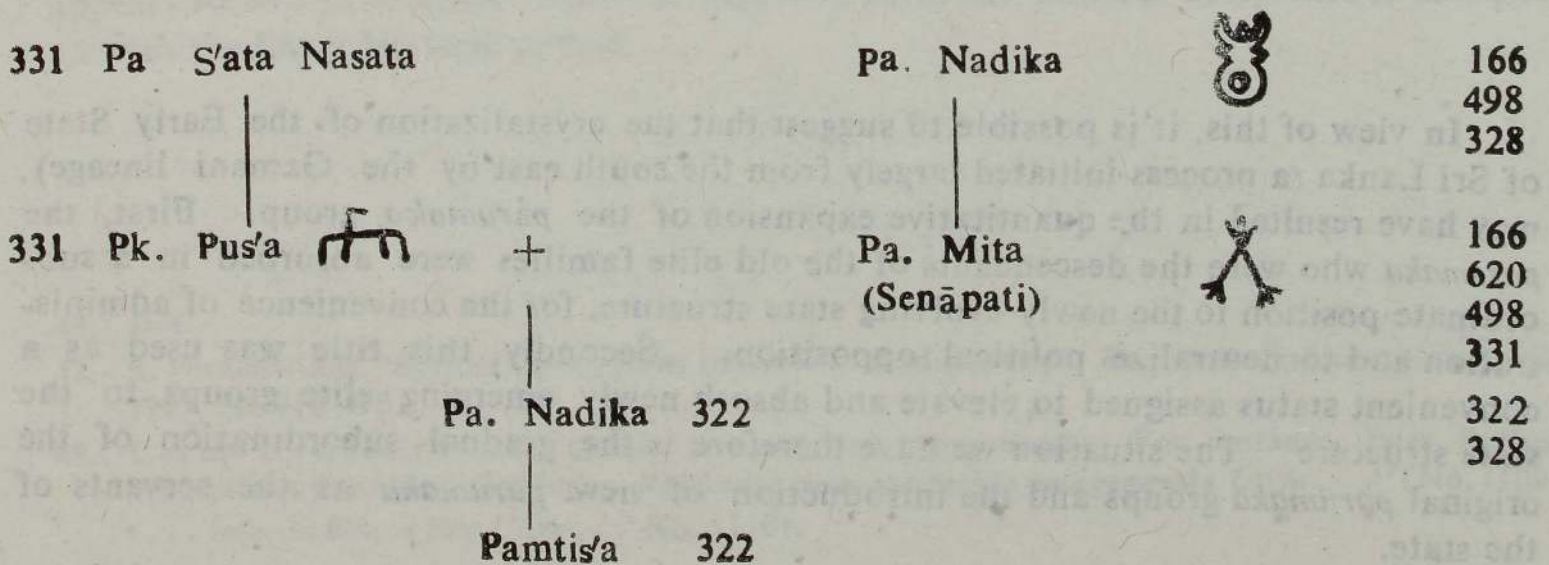 331 Pa S'ata Nasata Pa. Nadika 166
498
328
331 Pk. Pus'a + Pa. Mita 166
(Senāpati) 620
498
331
Pa. Nadika 322 322
328
Pamtis'a 322